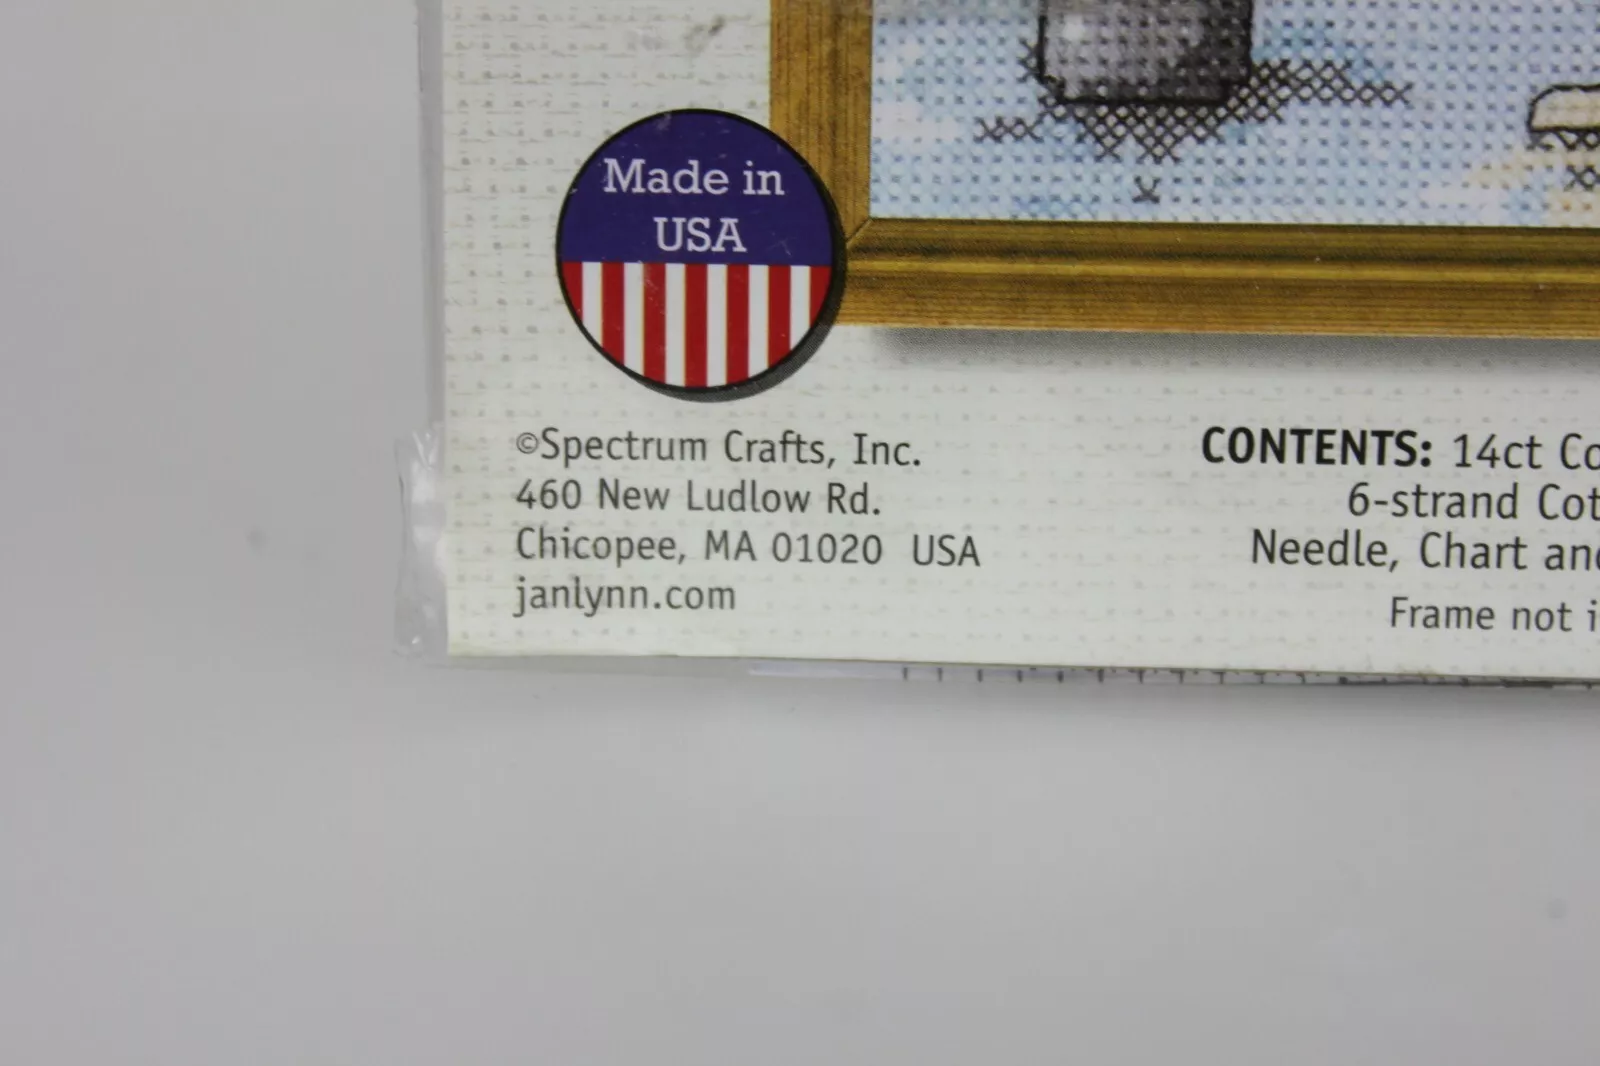 Made in
USA
©Spectrum Crafts, Inc.
460 New Ludlow Rd.
Chicopee, MA 01020 USA
janlynn.com
CONTENTS: 14ct
6-strand
Needle, Chart
Frame not